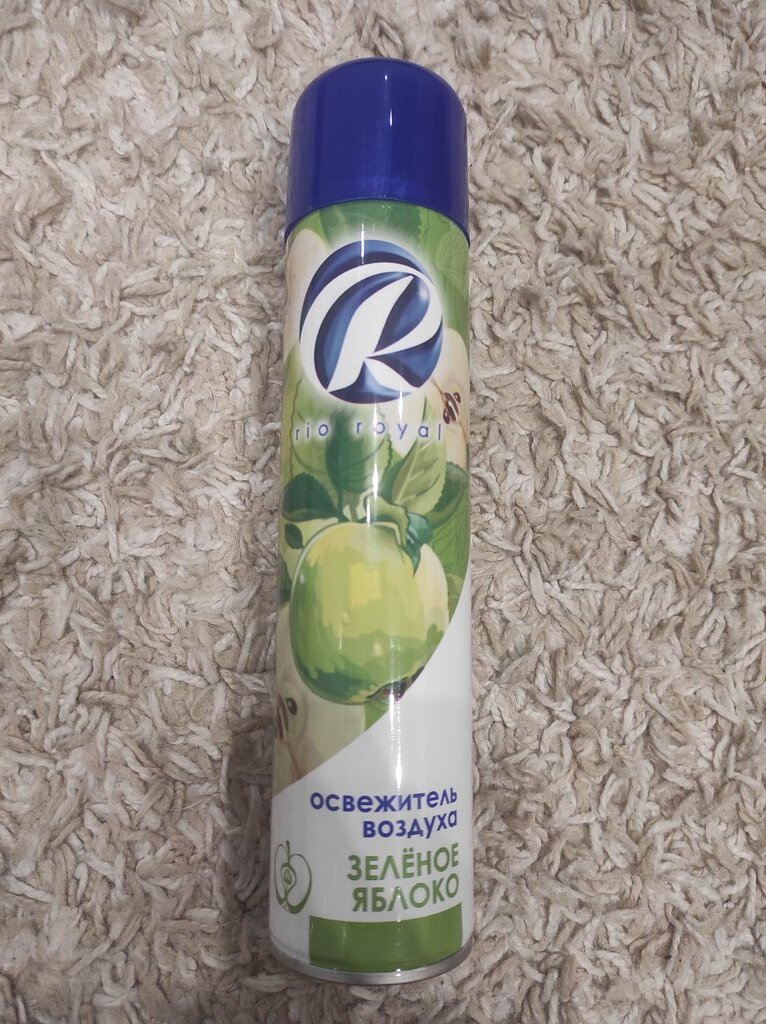 R
rio royal
освежитель
воздуха
ЗЕЛЁНОЕ
ЯБЛОКО